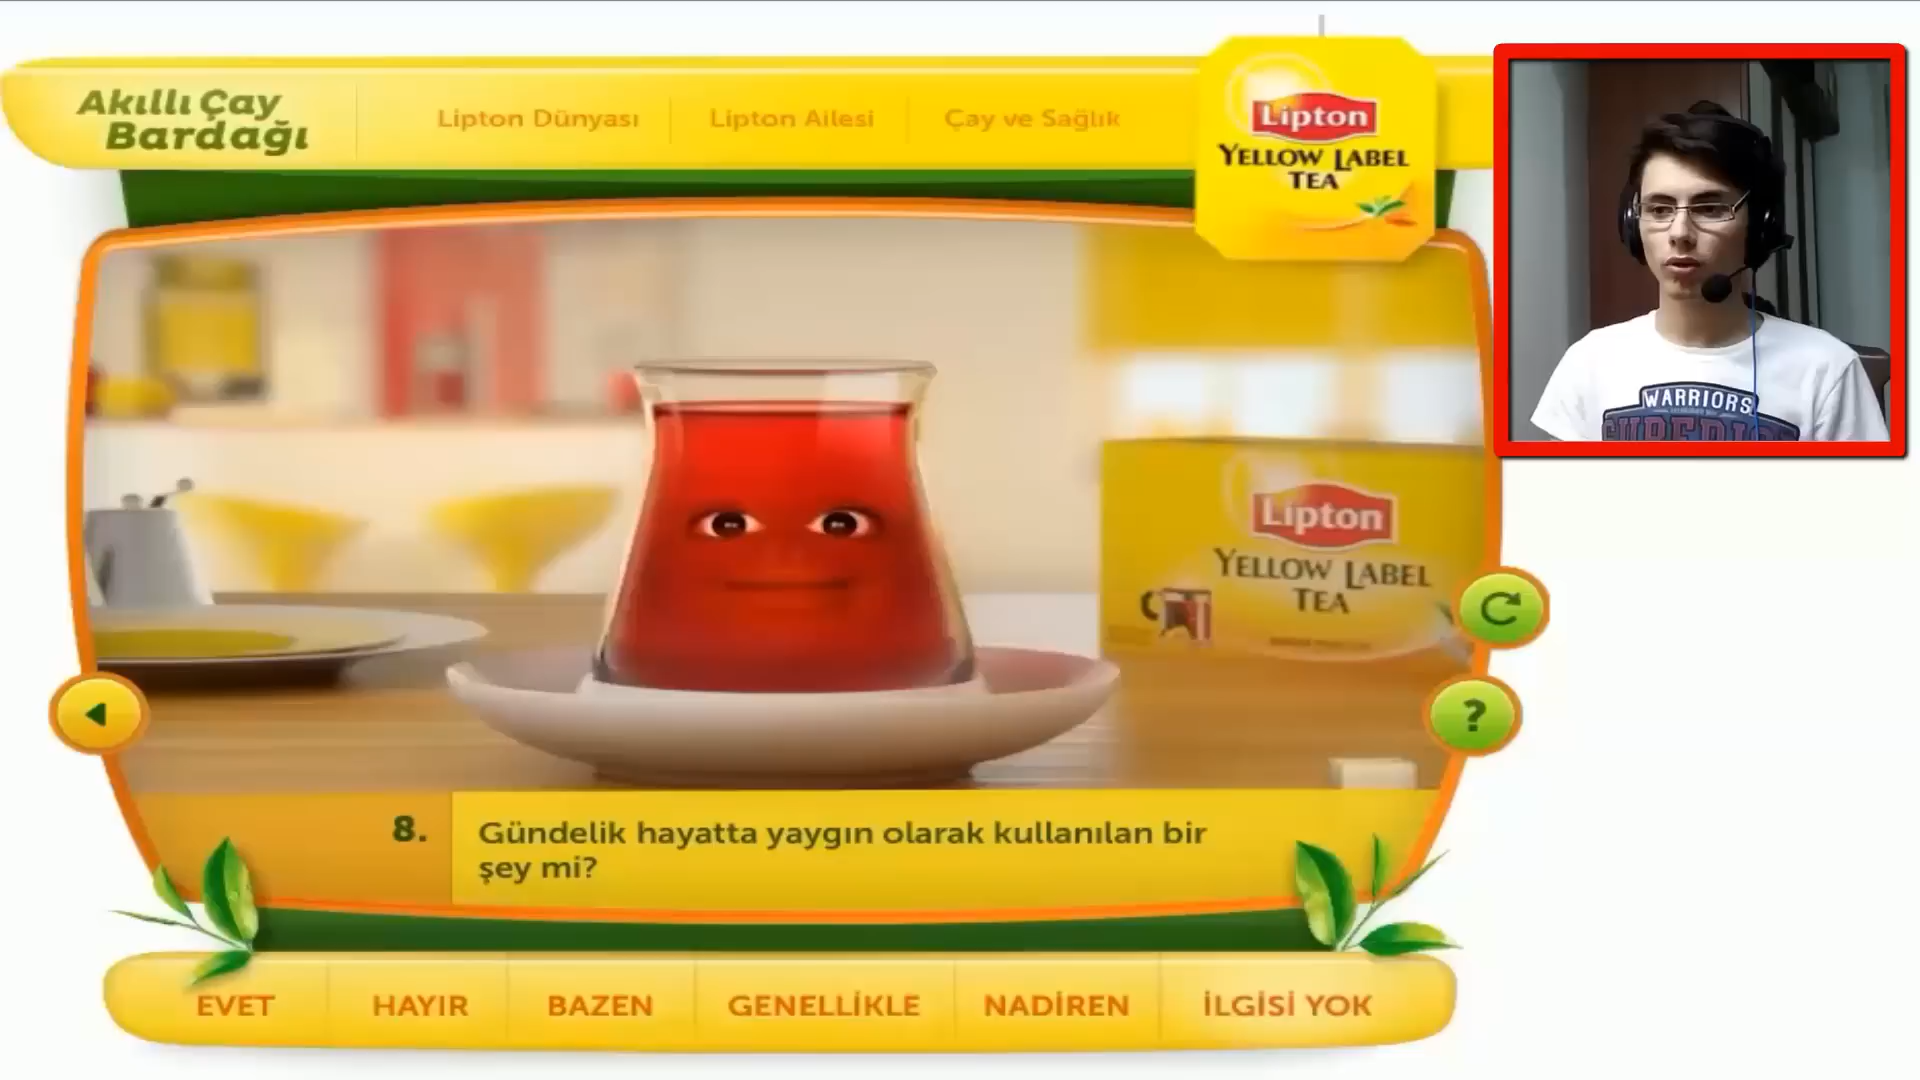 Akıllı Çay
Bardağı
Lipton Dünyası
Lipton Ailesi
Çay ve Sağlık
Lipton
YELLOW LABEL
TEA
WARRIORS
SUPERIOR
Lipton
YELLOW LABEL
TEA
?
8.
Gündelik hayatta yaygın olarak kullanılan bir
şey mi?
EVET
HAYIR
BAZEN
GENELLİKLE
NADİREN
İLGİSİ YOK